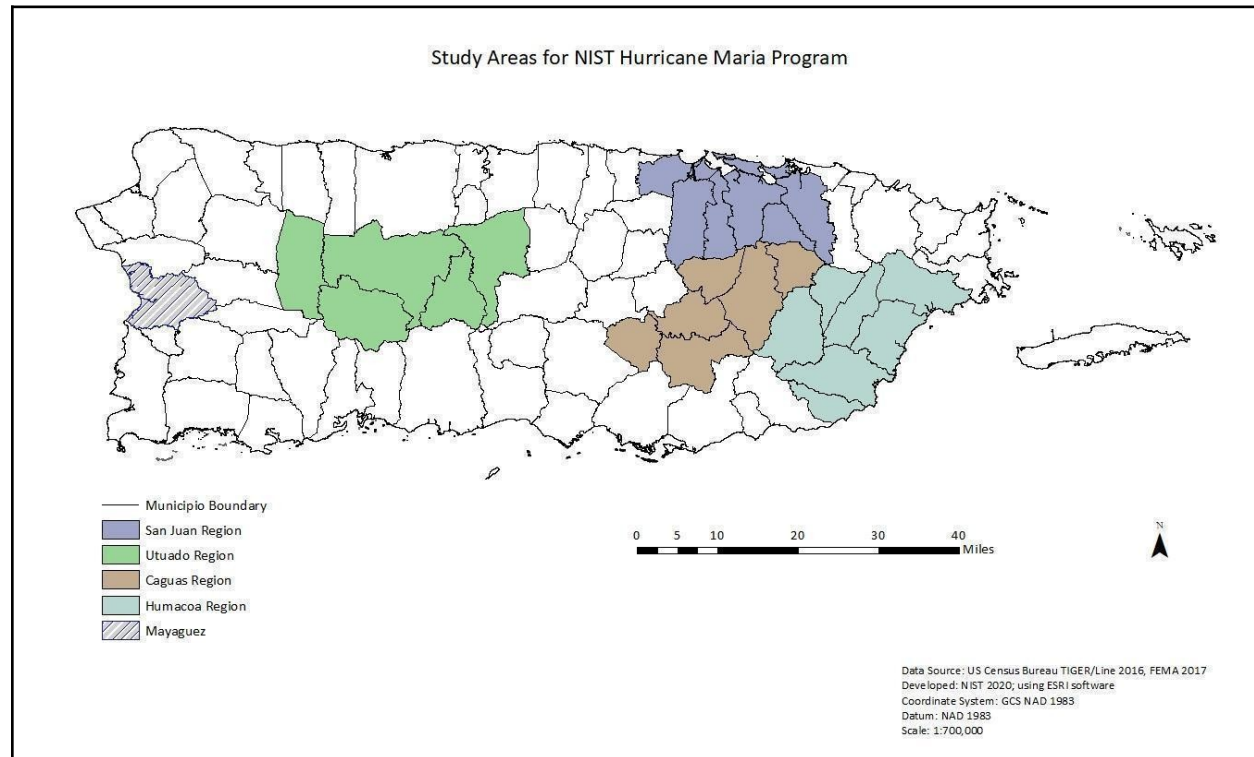 Study Areas for NIST Hurricane Maria Program
Municipio Boundary
San Juan Region
Utuado Region
Caguas Region
Humacoa Region
Mayaguez
0 5 10 20 30 40
Miles
N
Data Source: US Census Bureau TIGER/Line 2016, FEMA 2017
Developed: NIST 2020; using ESRI software
Coordinate System: GCS NAD 1983
Datum: NAD 1983
Scale: 1:700,000